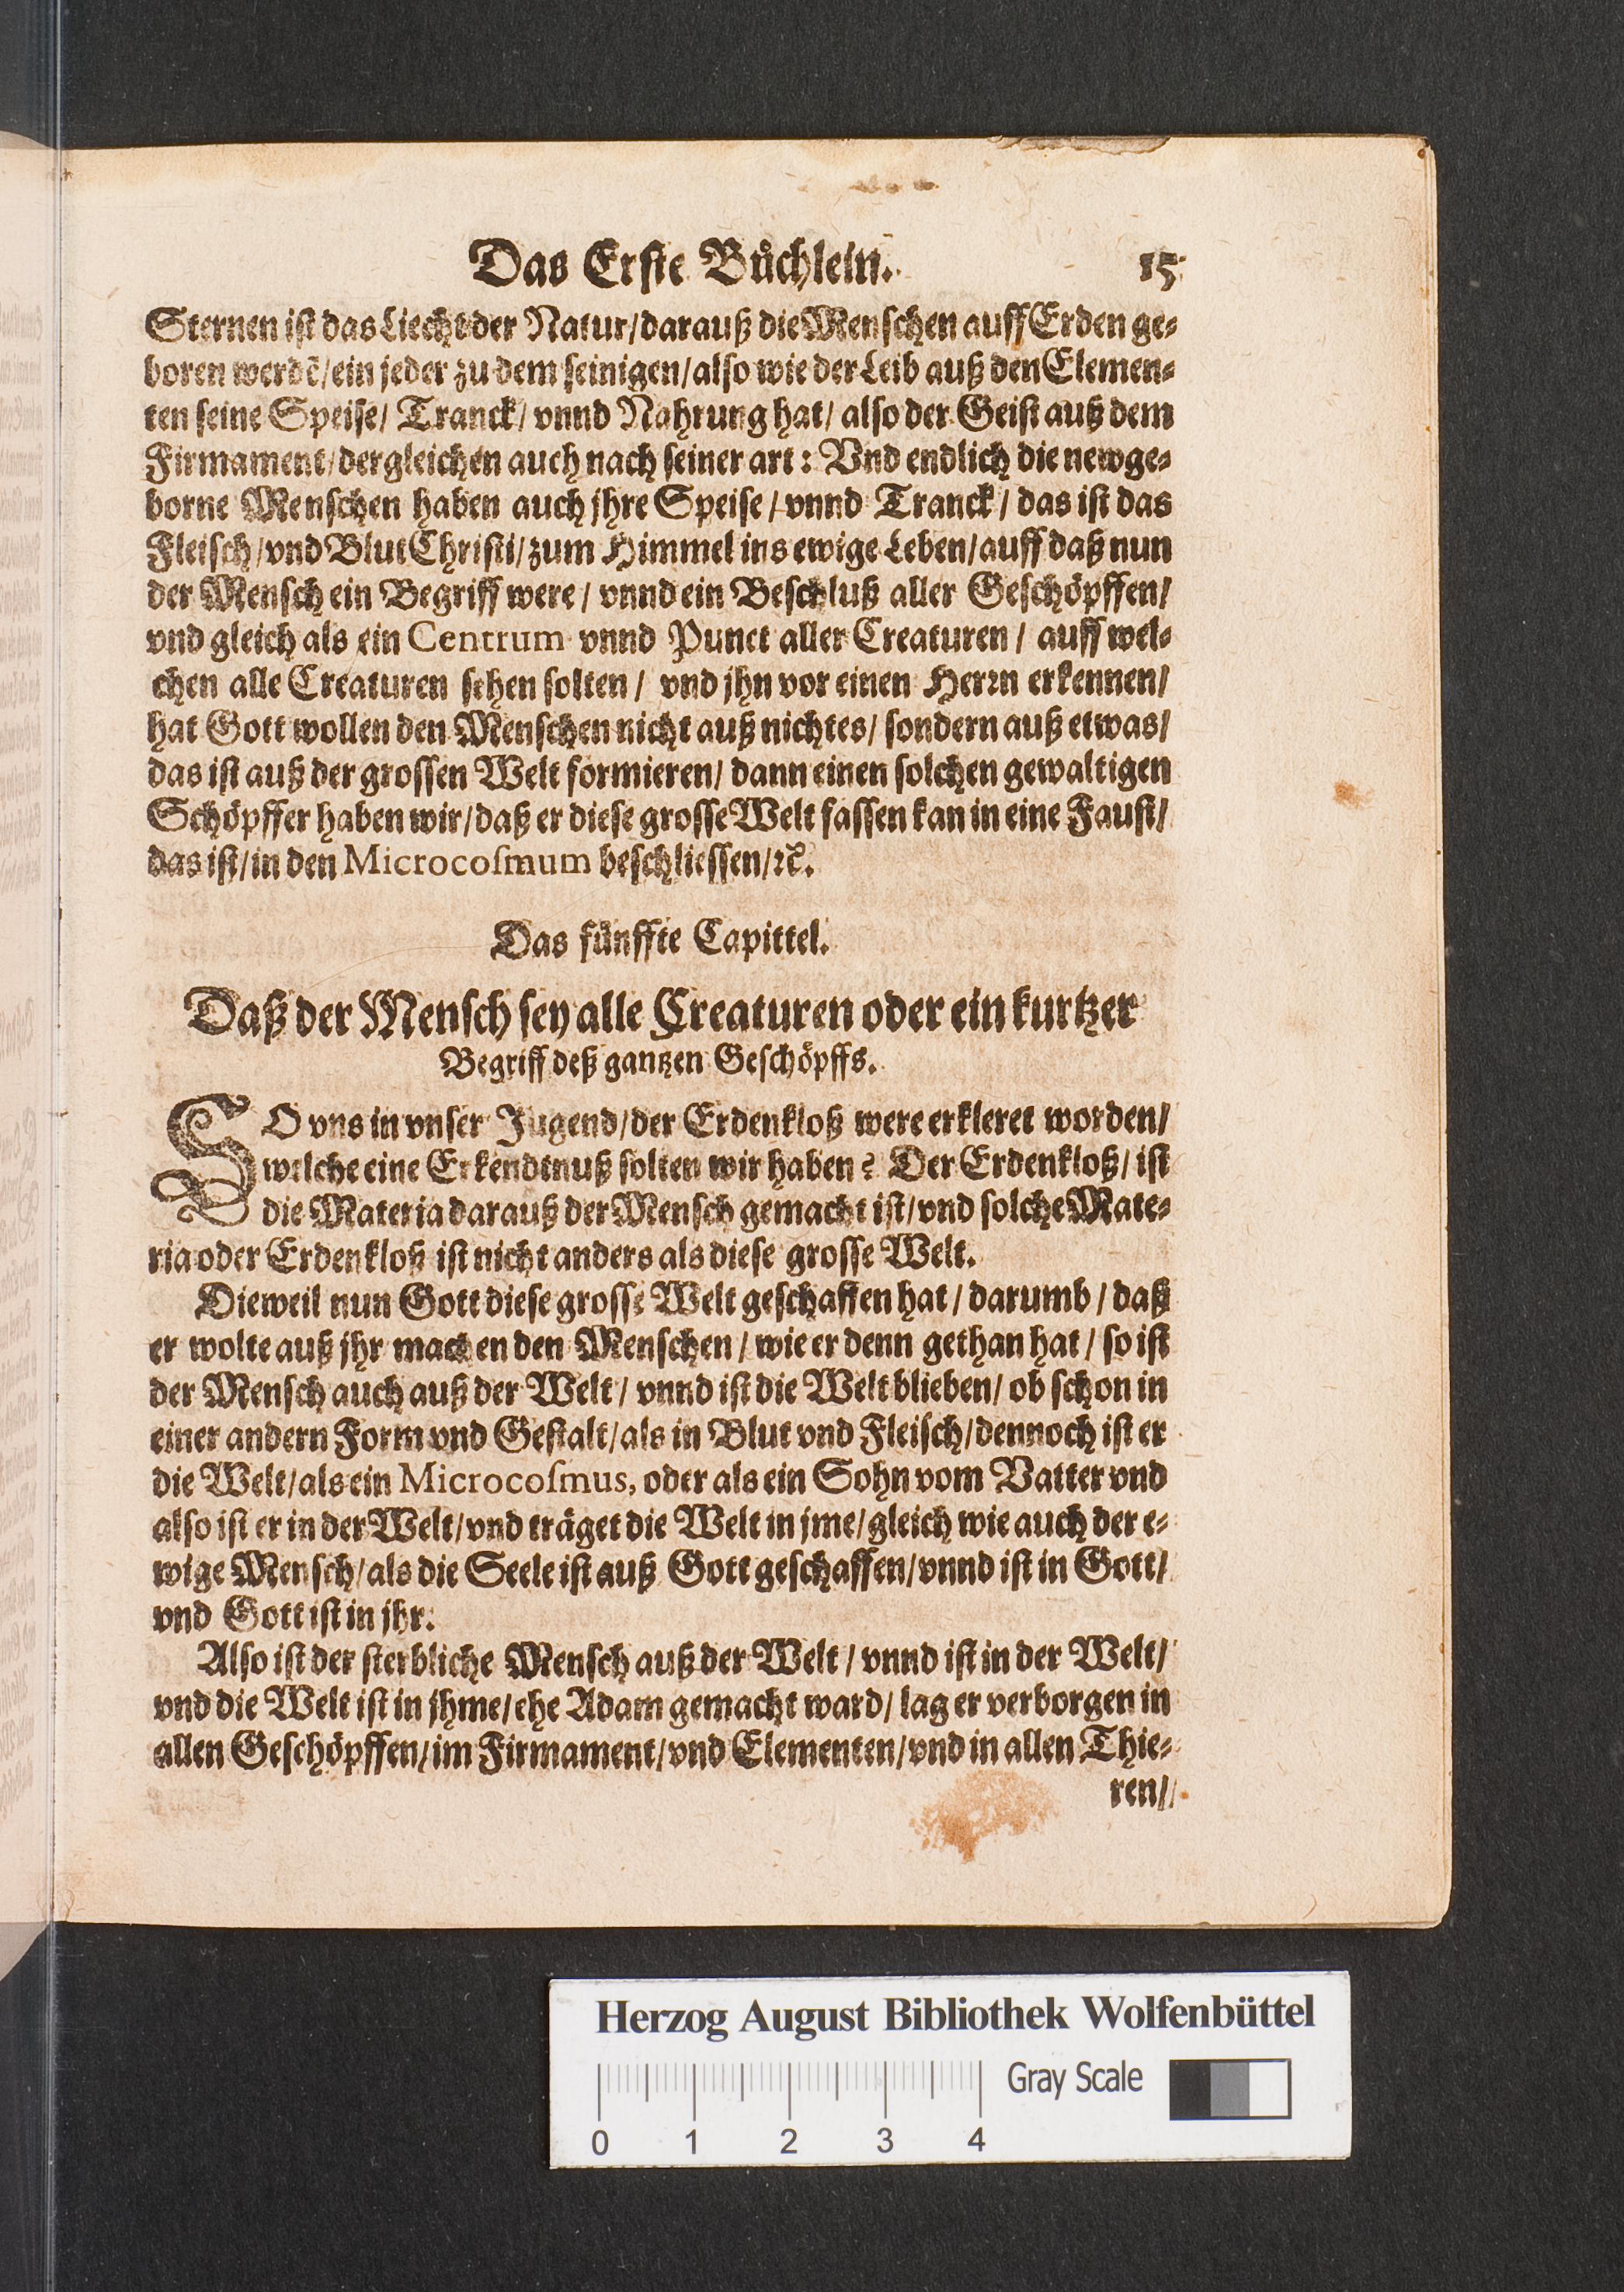 Das Erste Büchlein. 15
Sternen ist das Liecht der Natur/darauß die Menschen auff Erden ge-
boren werdē/ein jeder zu dem seinigen/also wie der Leib auß den Elemen-
ten seine Speise/ Tranck/ vnnd Nahrung hat/ also der Geist auß dem
Firmament/dergleichen auch nach seiner art: Vnd endlich die newge-
borne Menschen haben auch jhre Speise/vnnd Tranck/ das ist das
Fleisch/vnd Blut Christi/zum Himmel ins ewige Leben/auff daß nun
der Mensch ein Begriff were/ vnnd ein Beschluß aller Geschöpffen/
vnd gleich als ein Centrum vnnd Punct aller Creaturen/ auff wel-
chen alle Creaturen sehen solten/ vnd jhn vor einen Herrn erkennen/
hat Gott wollen den Menschen nicht auß nichtes/ sondern auß etwas/
das ist auß der grossen Welt formieren/ dann einen solchen gewaltigen
Schöpffer haben wir/daß er diese grosse Welt fassen kan in eine Faust/
das ist/in den Microcoſmum beschliessen/ꝛc̄.
Das fünffte Capittel.
Daß der Mensch sey alle Creaturen oder ein kurtzer
Begriff deß gantzen Geschöpffs.
SO vns in vnser Jugend/der Erdenkloß were erkleret worden/
welche eine Erkendtnuß solten wir haben? Der Erdenkloß/ ist
die Materia darauß der Mensch gemacht ist/vnd solche Mate-
ria oder Erdenkloß ist nicht anders als diese grosse Welt.
Dieweil nun Gott diese grosse Welt geschaffen hat/ darumb/ daß
er wolte auß jhr machen den Menschen/ wie er denn gethan hat/ so ist
der Mensch auch auß der Welt/ vnnd ist die Welt blieben/ ob schon in
einer andern Form vnd Gestalt/als in Blut vnd Fleisch/dennoch ist er
die Welt/als ein Microcoſmus, oder als ein Sohn vom Vatter vnd
also ist er in der Welt/vnd träget die Welt in jme/gleich wie auch der e-
wige Mensch/als die Seele ist auß Gott geschaffen/vnnd ist in Gott/
vnd Gott ist in jhr.
Also ist der sterbliche Mensch auß der Welt/ vnnd ist in der Welt/
vnd die Welt ist in jhme/ehe Adam gemacht ward/ lag er verborgen in
allen Geschöpffen/im Firmament/vnd Elementen/vnd in allen Thie-
ren/
Herzog August Bibliothek Wolfenbüttel
Gray Scale
0 1 2 3 4